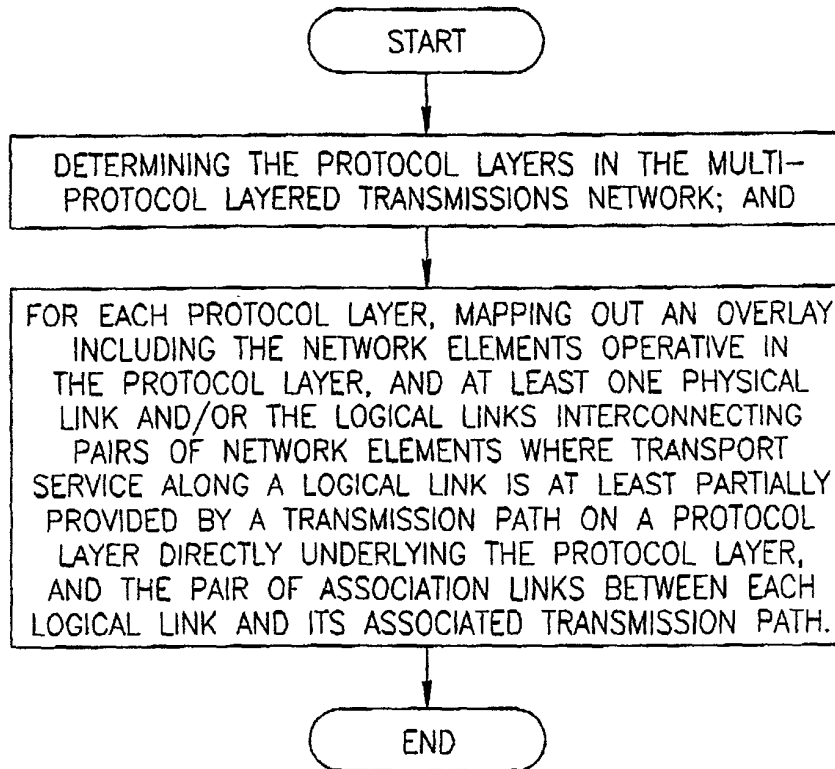 START
DETERMINING THE PROTOCOL LAYERS IN THE MULTI-
PROTOCOL LAYERED TRANSMISSIONS NETWORK; AND
FOR EACH PROTOCOL LAYER, MAPPING OUT AN OVERLAY
INCLUDING THE NETWORK ELEMENTS OPERATIVE IN
THE PROTOCOL LAYER, AND AT LEAST ONE PHYSICAL
LINK AND/OR THE LOGICAL LINKS INTERCONNECTING
PAIRS OF NETWORK ELEMENTS WHERE TRANSPORT
SERVICE ALONG A LOGICAL LINK IS AT LEAST PARTIALLY
PROVIDED BY A TRANSMISSION PATH ON A PROTOCOL
LAYER DIRECTLY UNDERLYING THE PROTOCOL LAYER,
AND THE PAIR OF ASSOCIATION LINKS BETWEEN EACH
LOGICAL LINK AND ITS ASSOCIATED TRANSMISSION PATH.
END